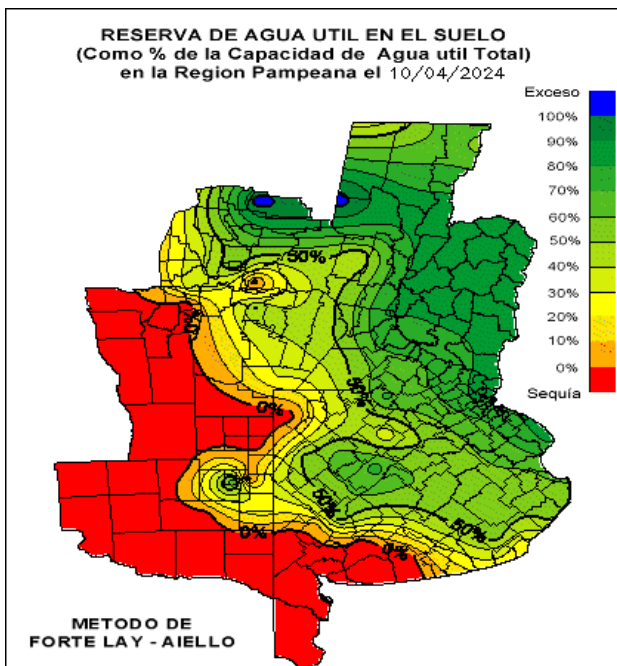 RESERVA DE AGUA UTIL EN EL SUELO
(Como % de la Capacidad de Agua util Total)
en la Region Pampeana el 10/04/2024
Exceso
100%
90%
80%
70%
60%
50%
40%
30%
20%
10%
0%
Sequía
50%
0%
0%
50%
50%
50%
0%
0%
METODO DE
FORTE LAY - AIELLO